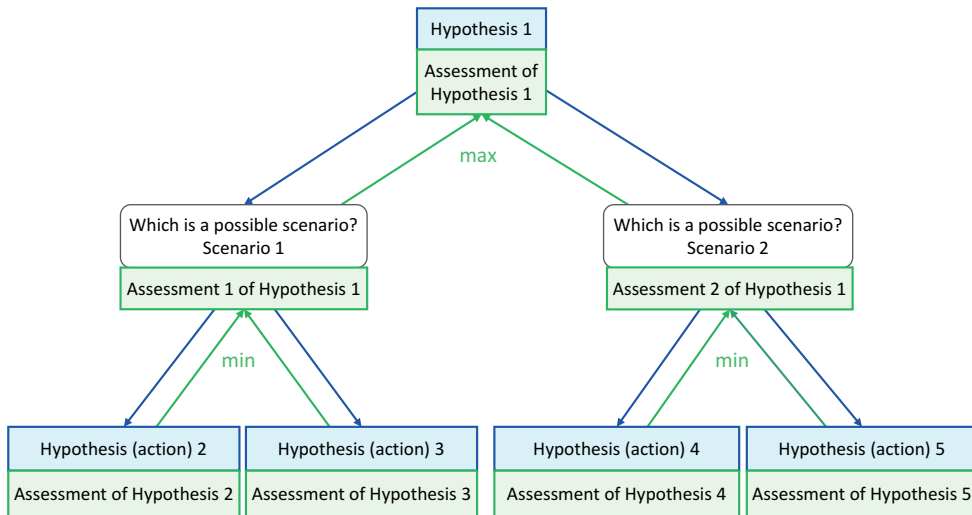 Hypothesis 1
Assessment of
Hypothesis 1
max
Which is a possible scenario?
Scenario 1
Which is a possible scenario?
Scenario 2
Assessment 1 of Hypothesis 1
Assessment 2 of Hypothesis 1
min
min
Hypothesis (action) 2
Hypothesis (action) 3
Hypothesis (action) 4
Hypothesis (action) 5
Assessment of Hypothesis 2
Assessment of Hypothesis 3
Assessment of Hypothesis 4
Assessment of Hypothesis 5